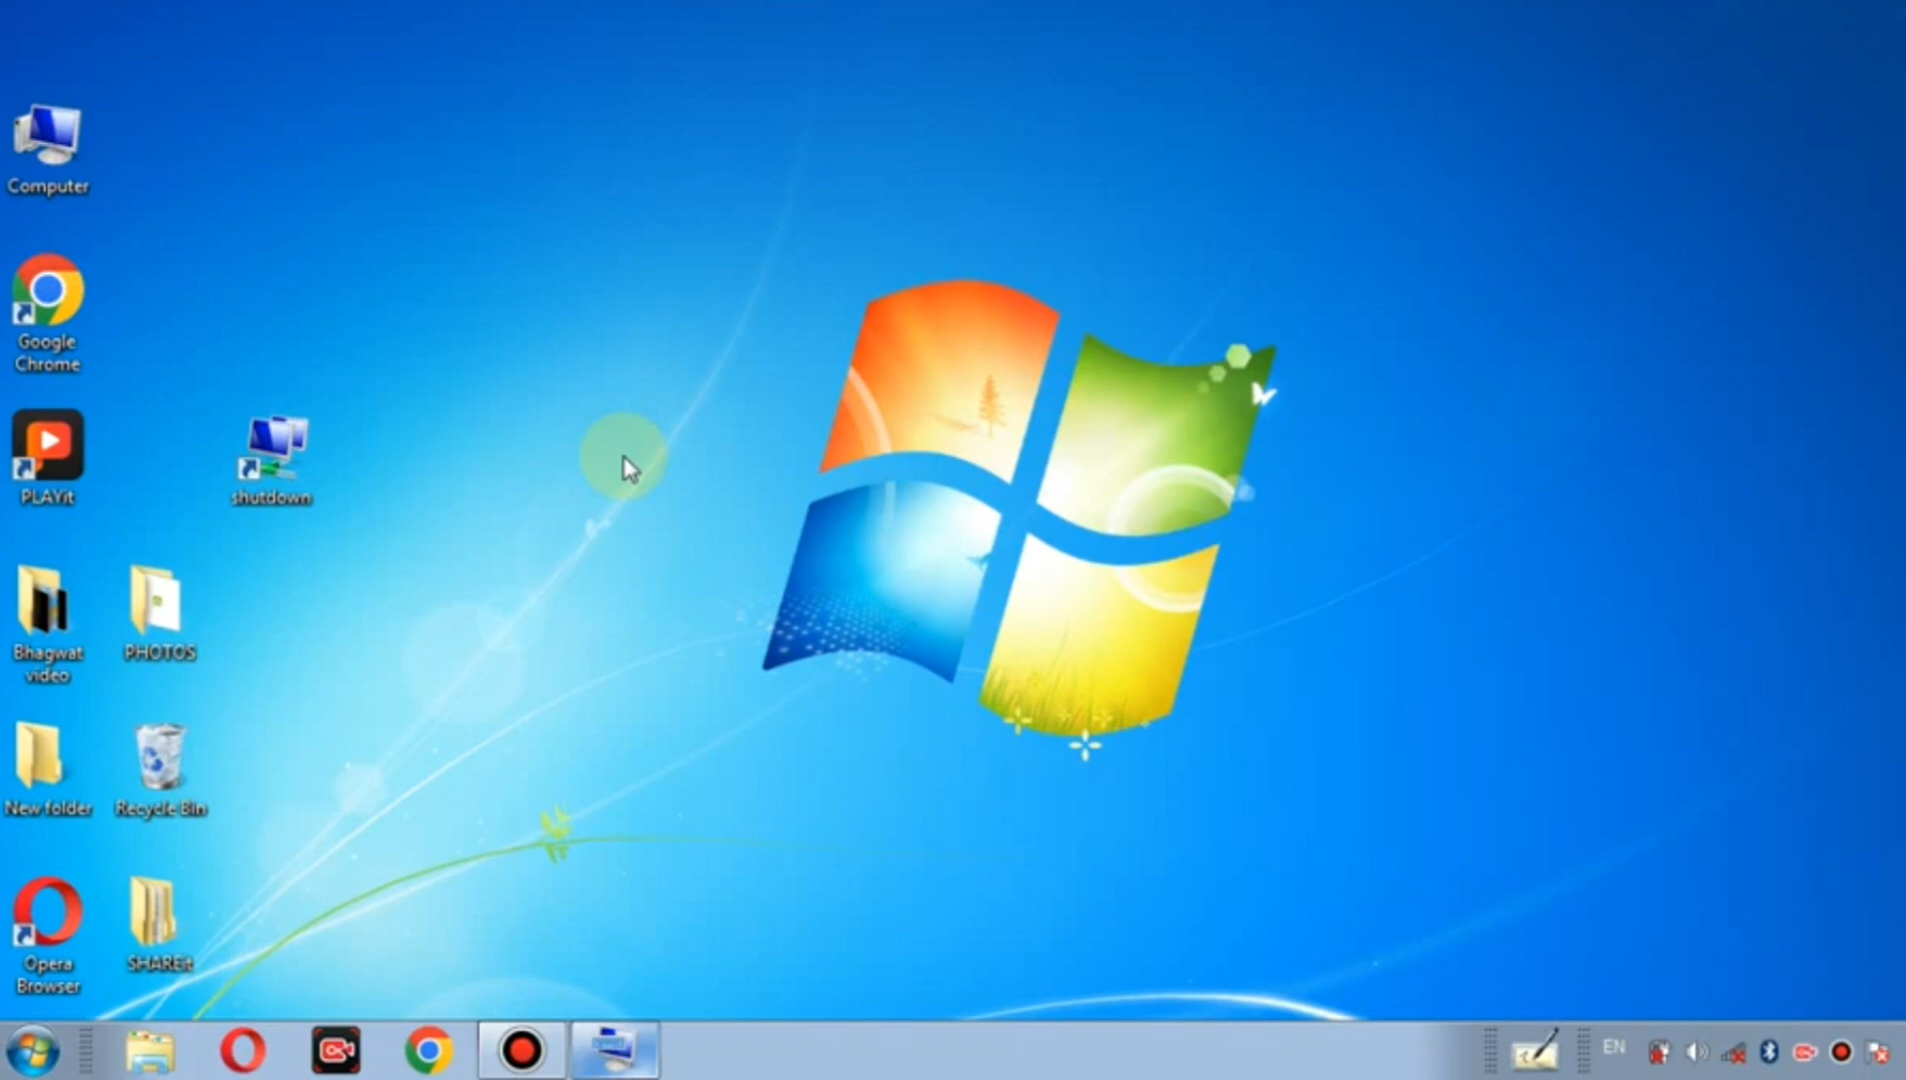 Computer
Google
Chrome
PLAYit
shutdown
Bhagwat
video
PHOTOS
New folder
Recycle Bin
Opera
Browser
SHAREit
EN